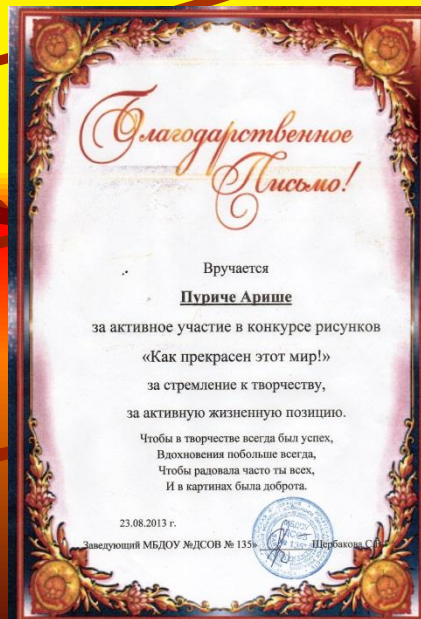 Благодарственное
Письмо!
Вручается
Пуриче Арише
за активное участие в конкурсе рисунков
«Как прекрасен этот мир!»
за стремление к творчеству,
за активную жизненную позицию.
Чтобы в творчестве всегда был успех,
Вдохновения побольше всегда,
Чтобы радовала часто ты всех,
И в картинах была доброта.
23.08.2013 г.
Заведующий МБДОУ №ДСОВ № 135» Щербакова
МБДОУ